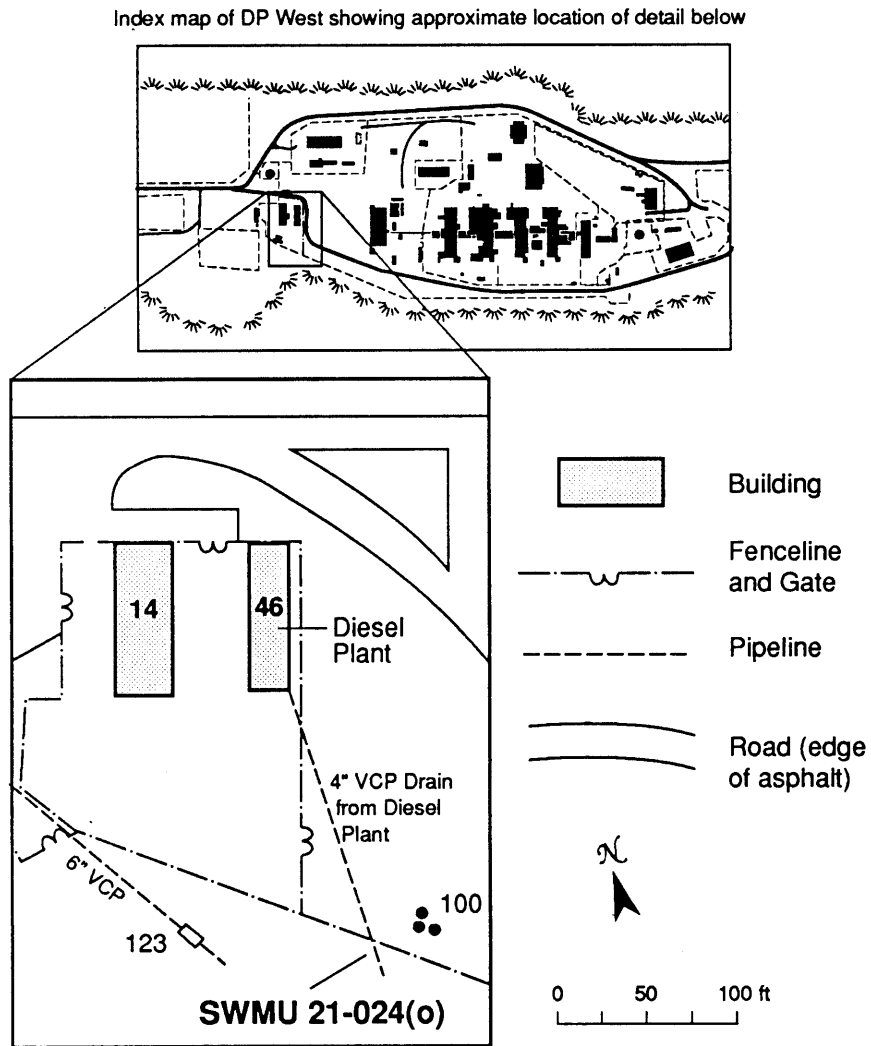 Index map of DP West showing approximate location of detail below
14
46
Diesel
Plant
4" VCP Drain
from Diesel
Plant
6" VCP
123
100
SWMU 21-024(o)
Building
Fenceline
and Gate
Pipeline
Road (edge
of asphalt)
N
0 50 100 ft